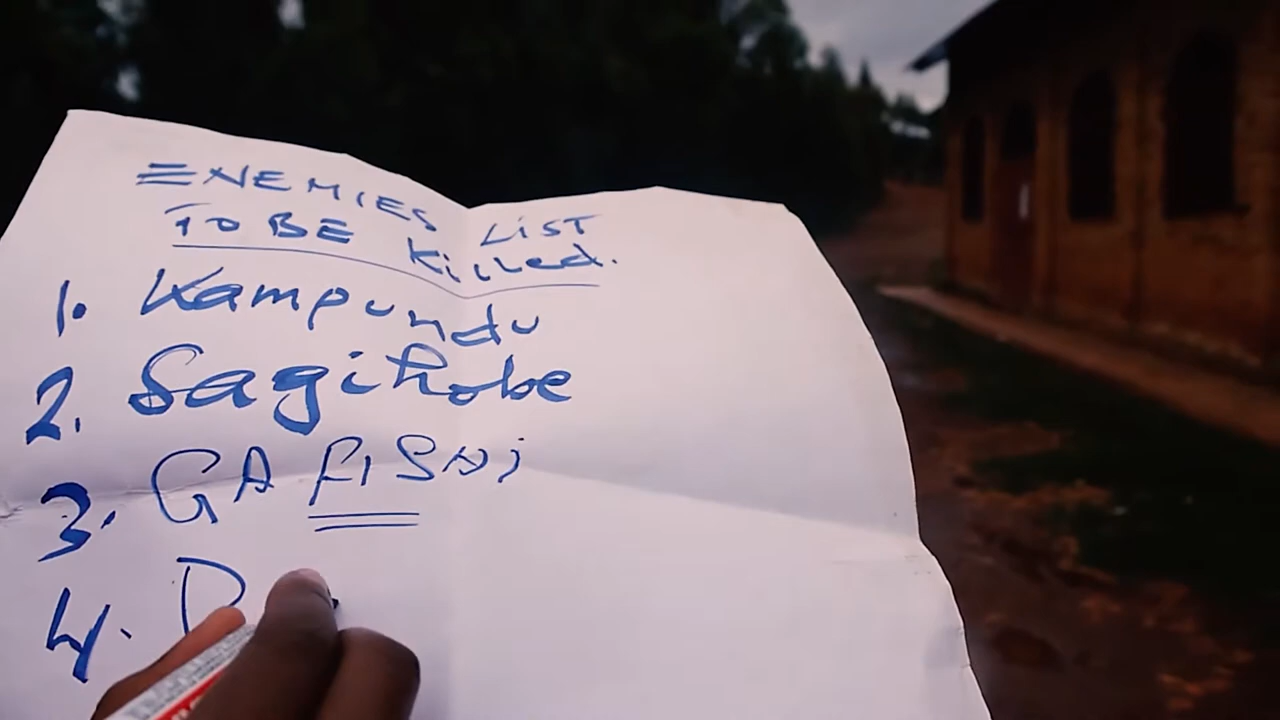 ENEMIES LIST
TO BE Killed.
1. Kampundu
2. Sagihobe
3. GAFISHI
4.